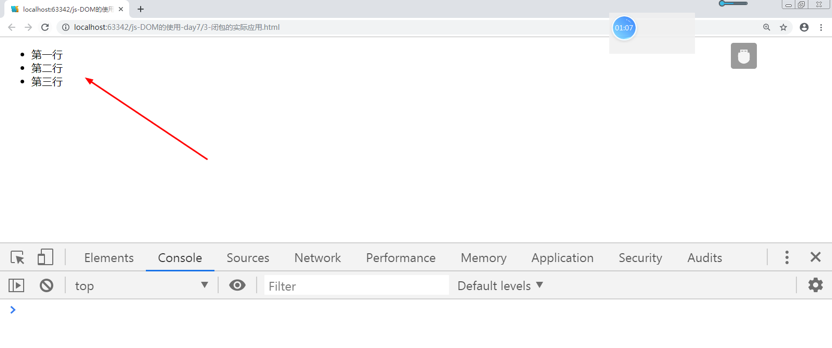 localhost:63342/js-DOM的使用
localhost:63342/js-DOM的使用-day7/3-闭包的实际应用.html
01:07
第一行
第二行
第三行
Elements Console Sources Network Performance Memory Application Security Audits
top Filter Default levels